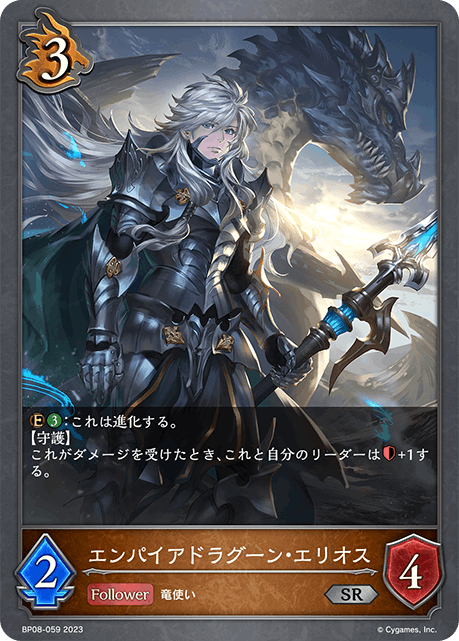 3
E 3:これは進化する。
【守護】
これがダメージを受けたとき、これと自分のリーダーは+1す
る。
エンパイアドラグーン・エリオス
2
Follower 竜使い
SR
4
BP08-059 2023
© Cygames, Inc.